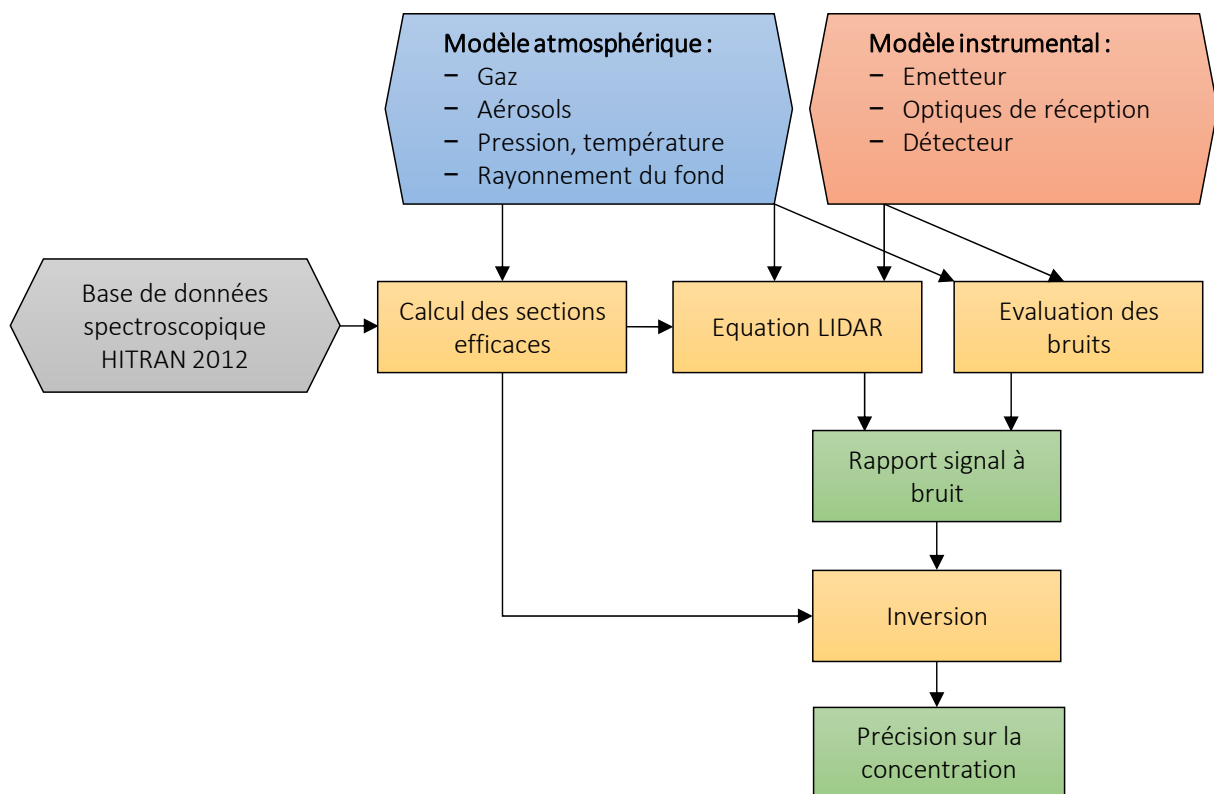 Modèle atmosphérique :
− Gaz
− Aérosols
− Pression, température
− Rayonnement du fond
Modèle instrumental :
− Emetteur
− Optiques de réception
− Détecteur
Base de données
spectroscopique
HITRAN 2012
Calcul des sections
efficaces
Equation LIDAR
Evaluation des
bruits
Rapport signal à
bruit
Inversion
Précision sur la
concentration